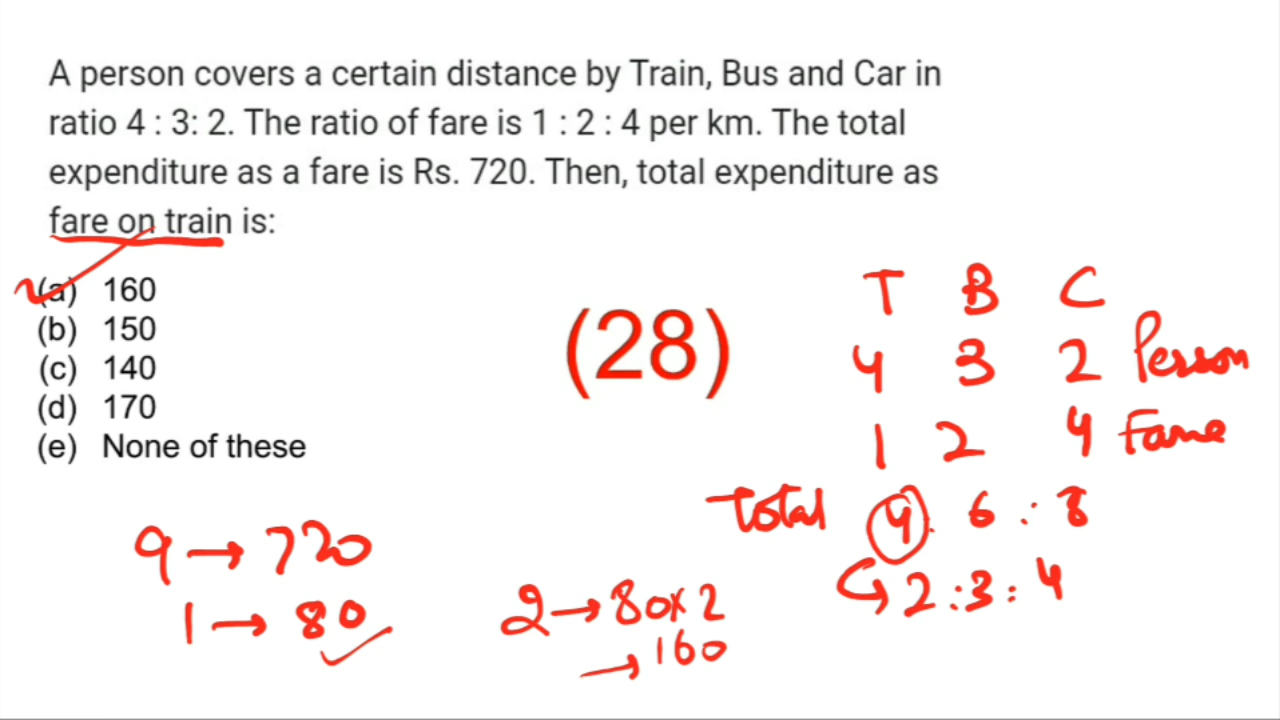 A person covers a certain distance by Train, Bus and Car in
ratio 4 : 3: 2. The ratio of fare is 1 : 2 : 4 per km. The total
expenditure as a fare is Rs. 720. Then, total expenditure as
fare on train is:
(a) 160
(b) 150
(c) 140
(d) 170
(e) None of these
(28)
T B C
4 3 2 Person
1 2 4 Fare
Total 4 : 6 : 8
↳ 2 : 3 : 4
9 → 720
1 → 80
2 → 80x2
→ 160